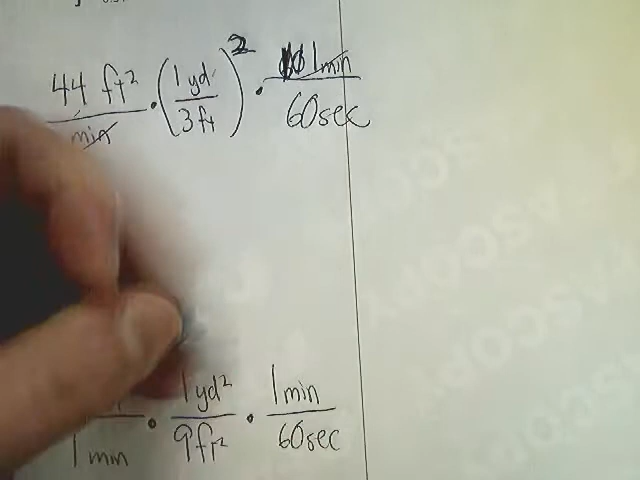 44 ft² / min · (1 yd / 3 ft)² · 1 min / 60 sec
1 min · 1 yd² / 9 ft² · 1 min / 60 sec